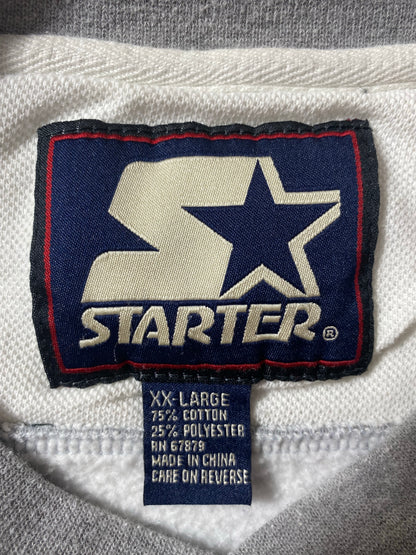 STARTER®
XX-LARGE
75% COTTON
25% POLYESTER
RN 67879
MADE IN CHINA
CARE ON REVERSE